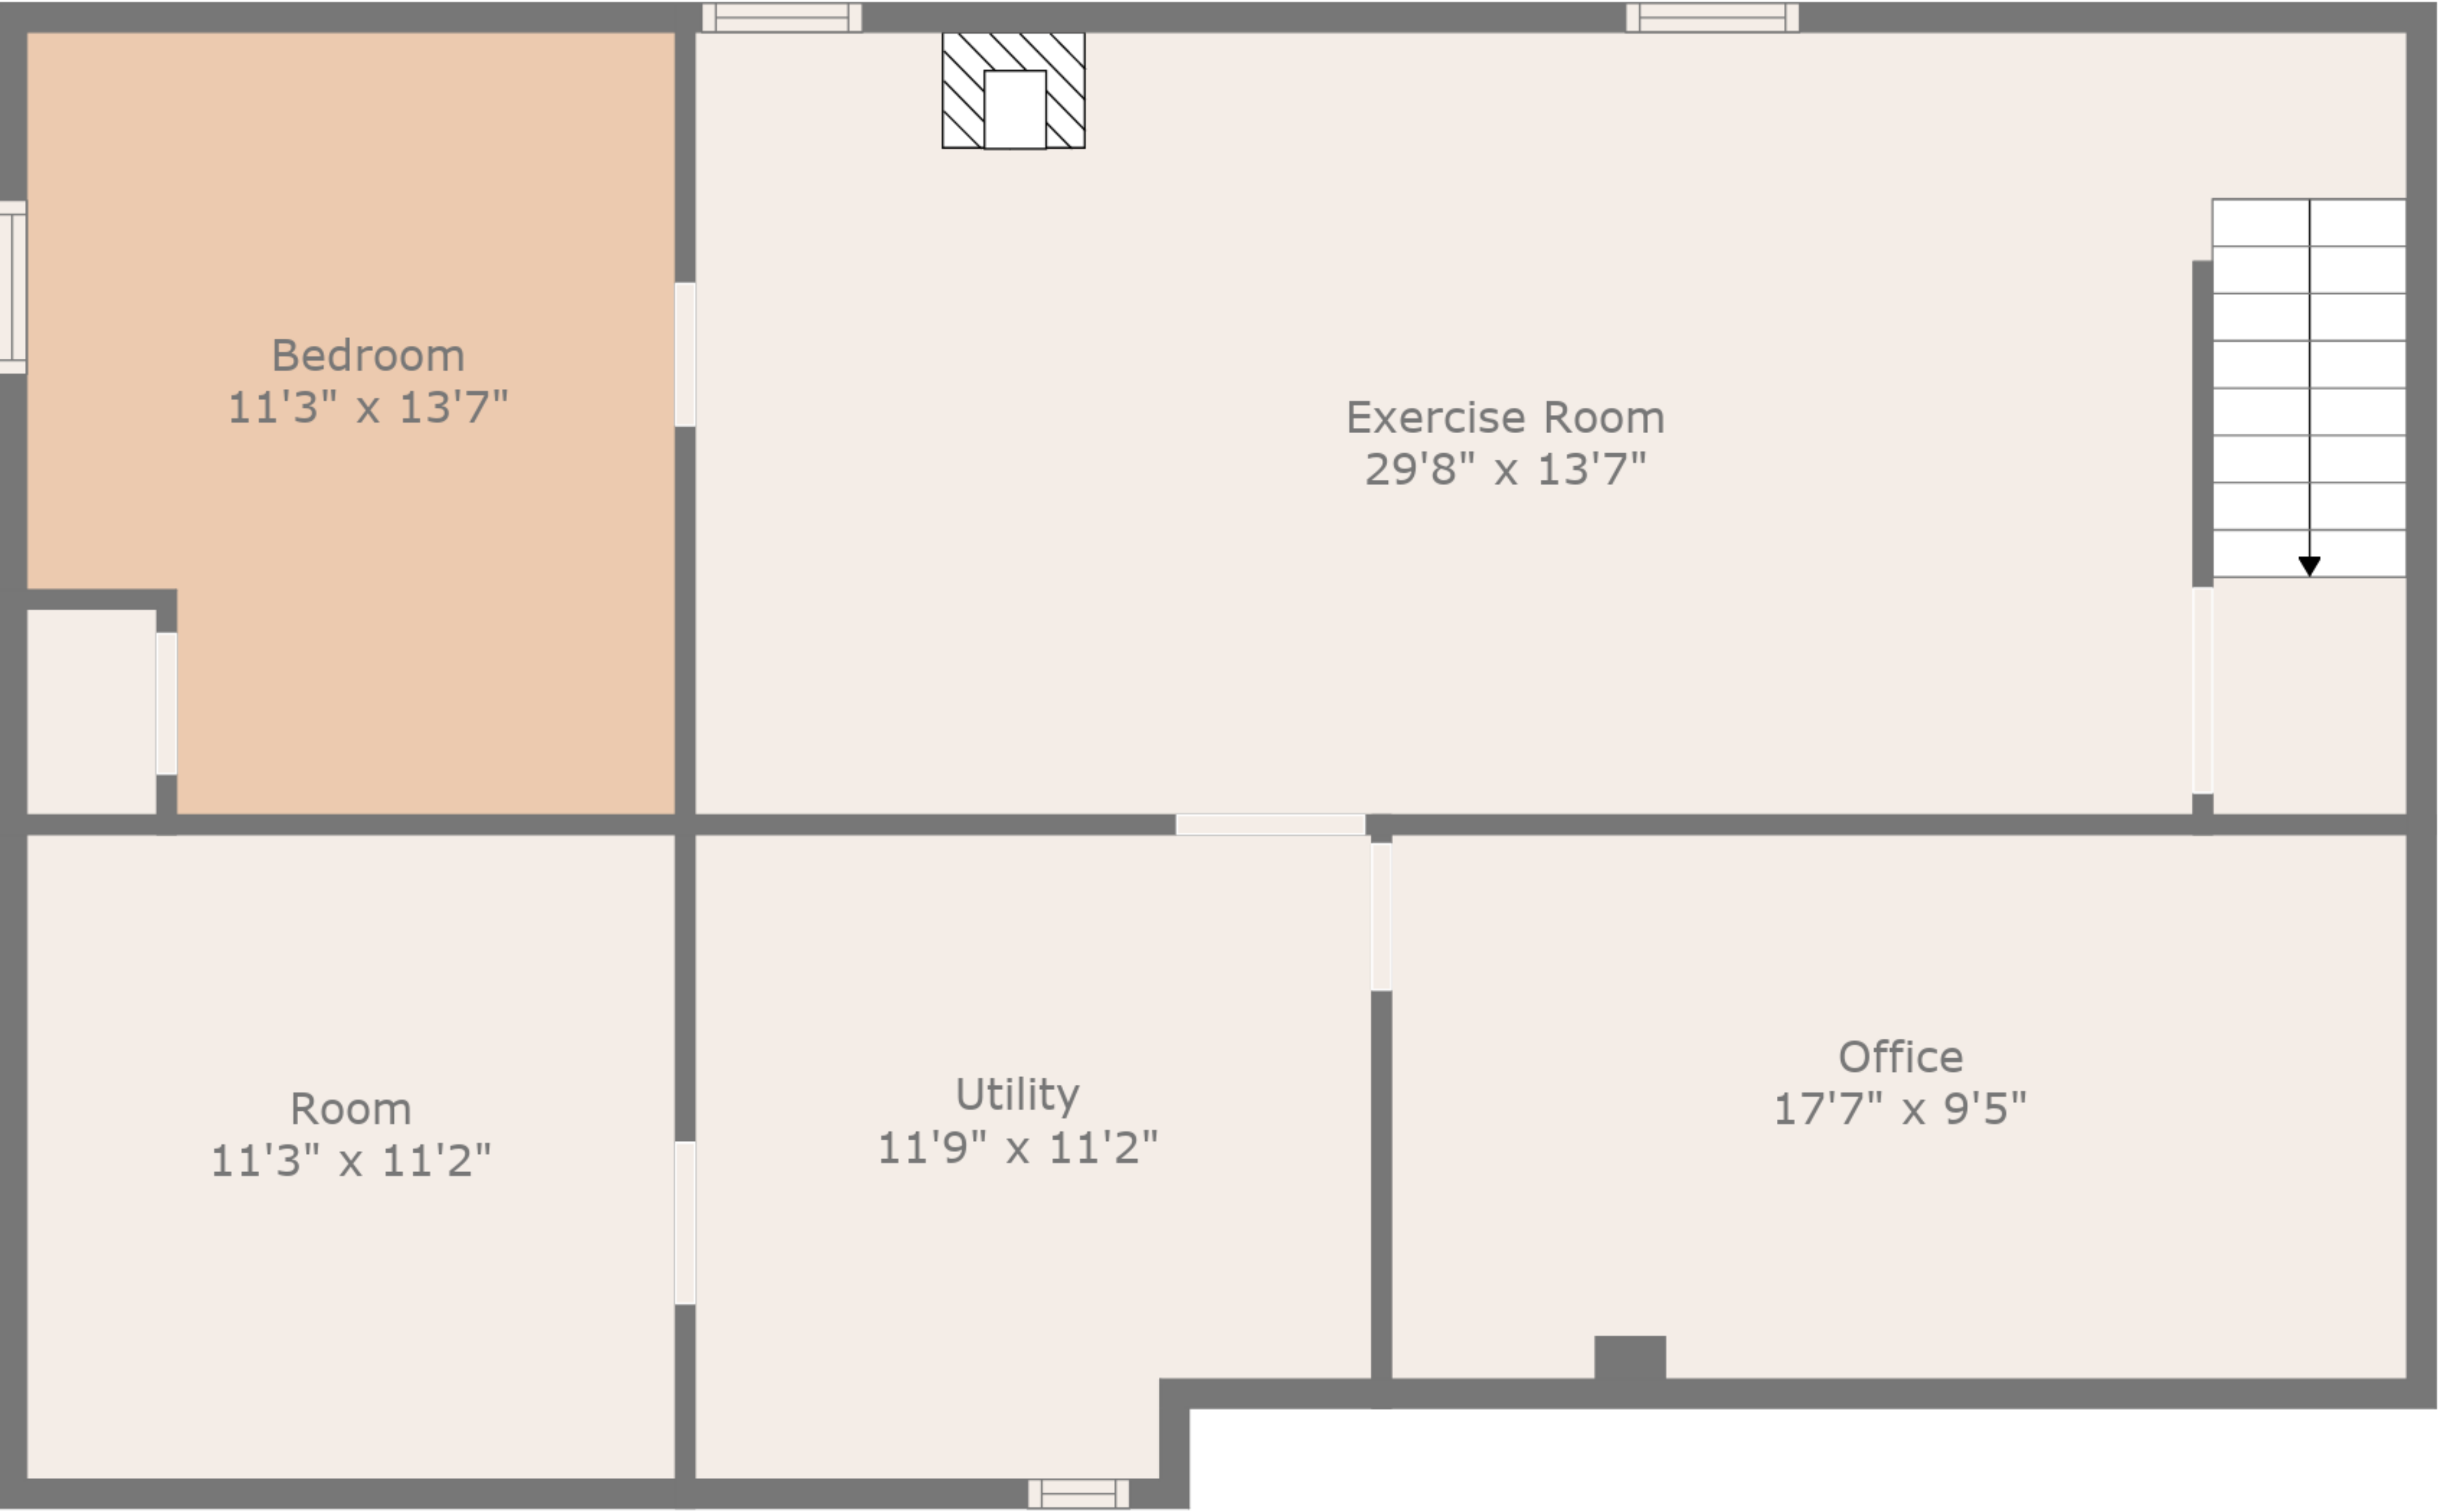 Bedroom
11'3" x 13'7"
Exercise Room
29'8" x 13'7"
Room
11'3" x 11'2"
Utility
11'9" x 11'2"
Office
17'7" x 9'5"